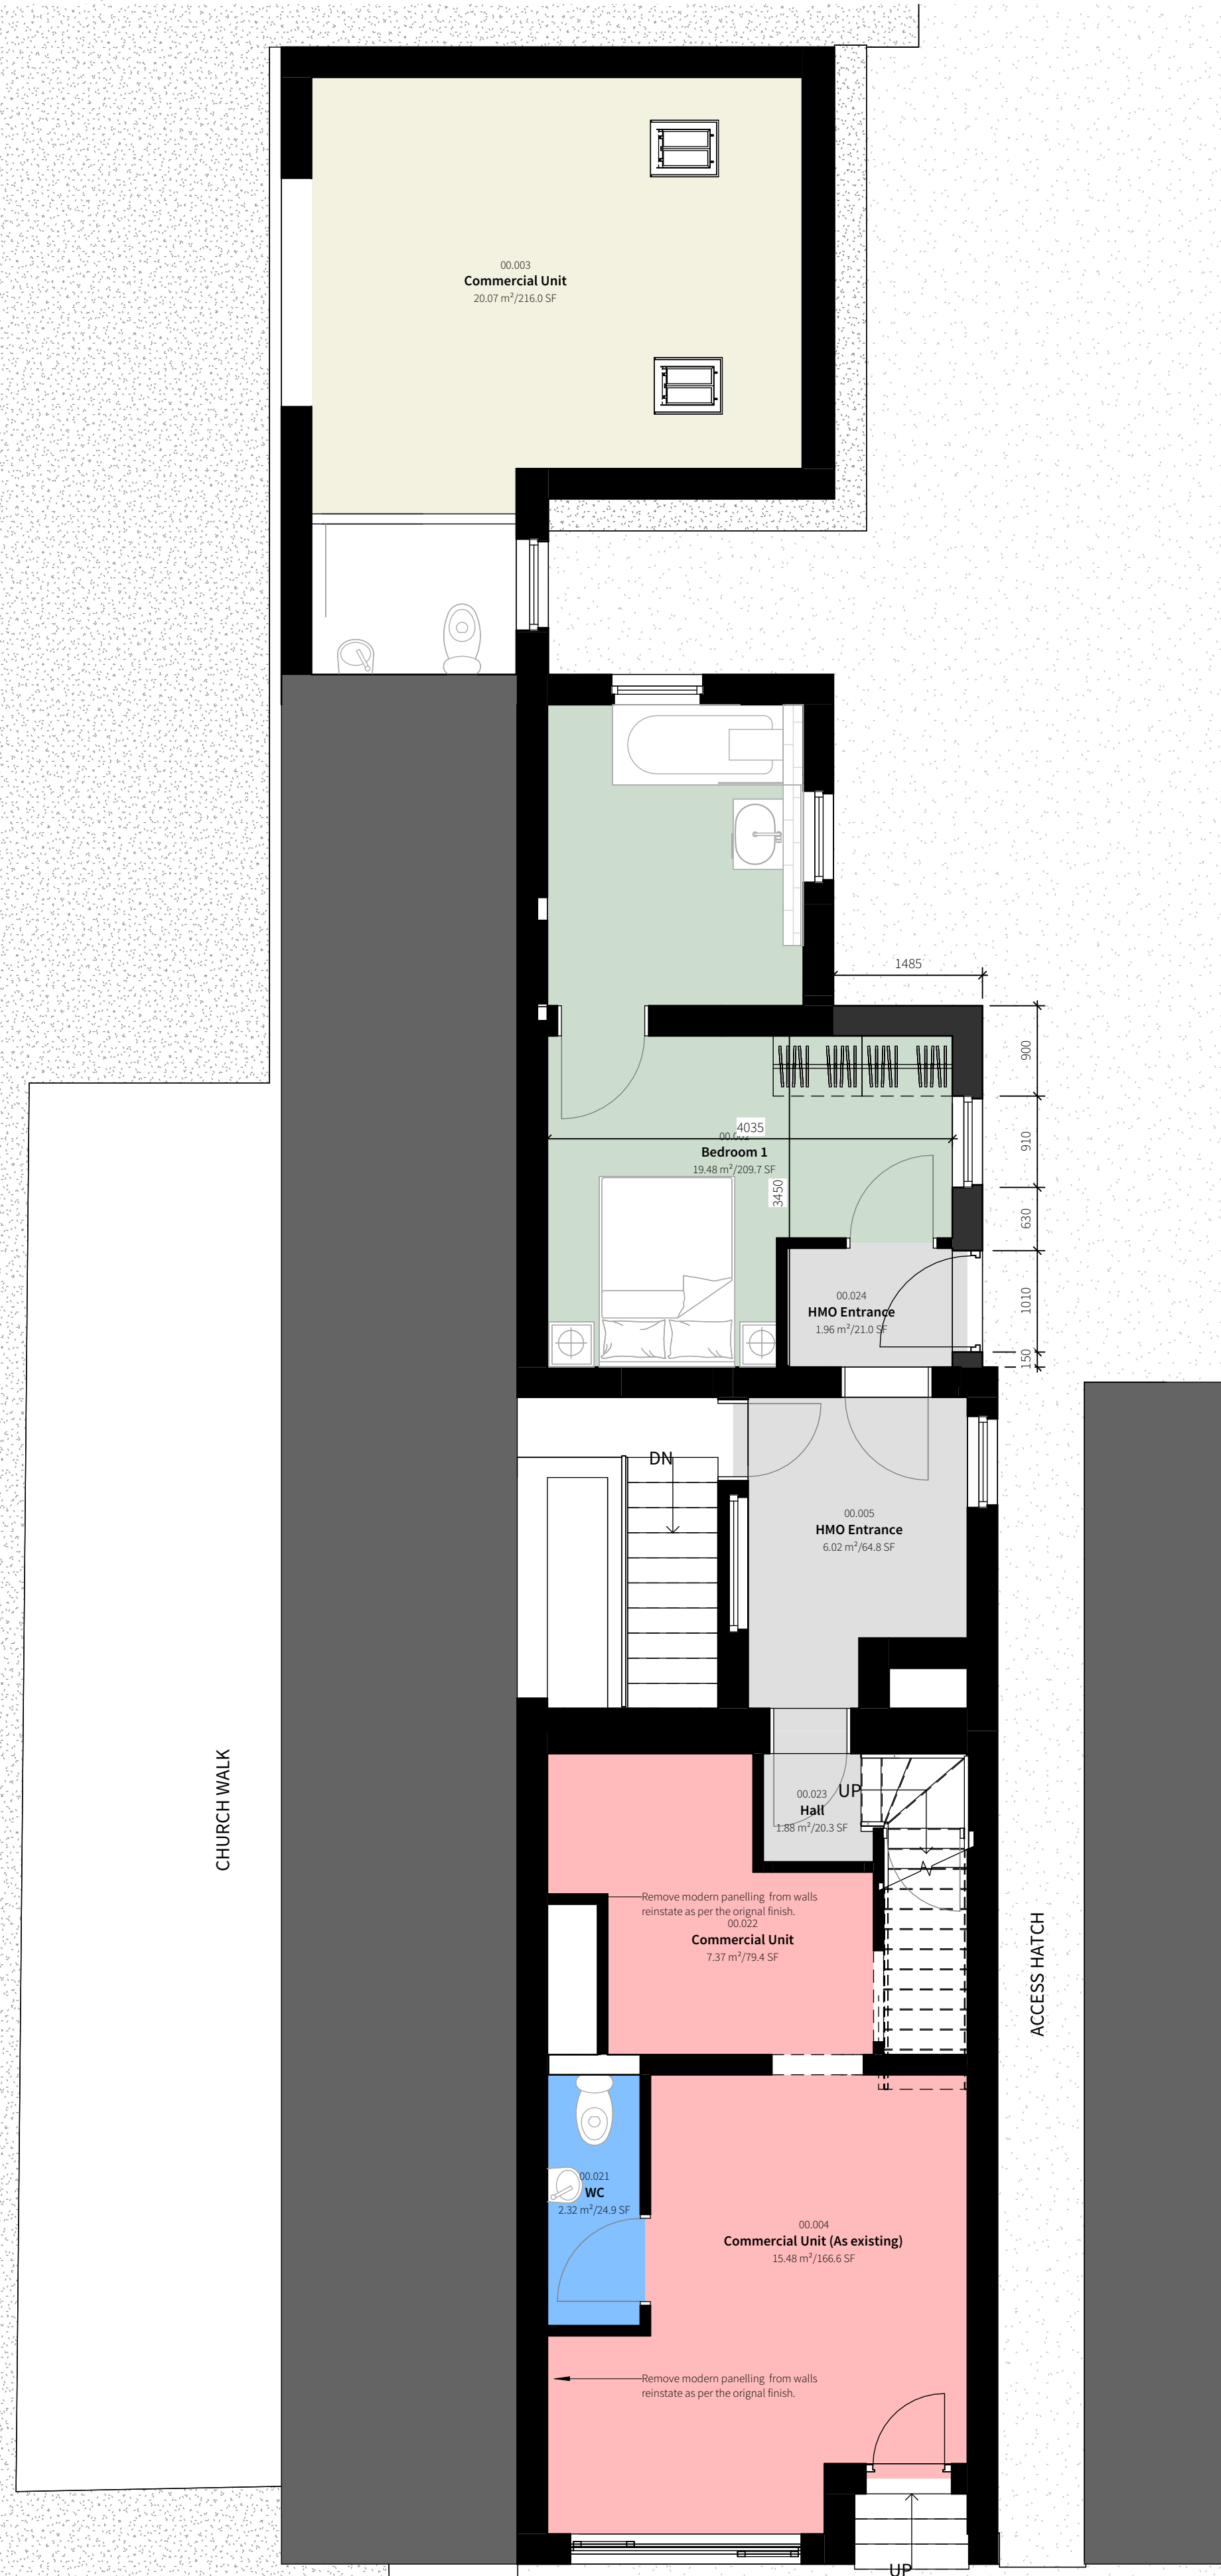 00.003
Commercial Unit
20.07 m²/216.0 SF
1485
900
4035
910
Bedroom 1
19.48 m²/209.7 SF
3450
630
00.024
HMO Entrance
1.96 m²/21.0 SF
1010
150
DN
00.005
HMO Entrance
6.02 m²/64.8 SF
CHURCH WALK
UP
00.023
Hall
1.88 m²/20.3 SF
Remove modern panelling from walls
reinstate as per the orignal finish.
00.022
Commercial Unit
7.37 m²/79.4 SF
ACCESS HATCH
00.021
WC
2.32 m²/24.9 SF
00.004
Commercial Unit (As existing)
15.48 m²/166.6 SF
Remove modern panelling from walls
reinstate as per the orignal finish.
UP